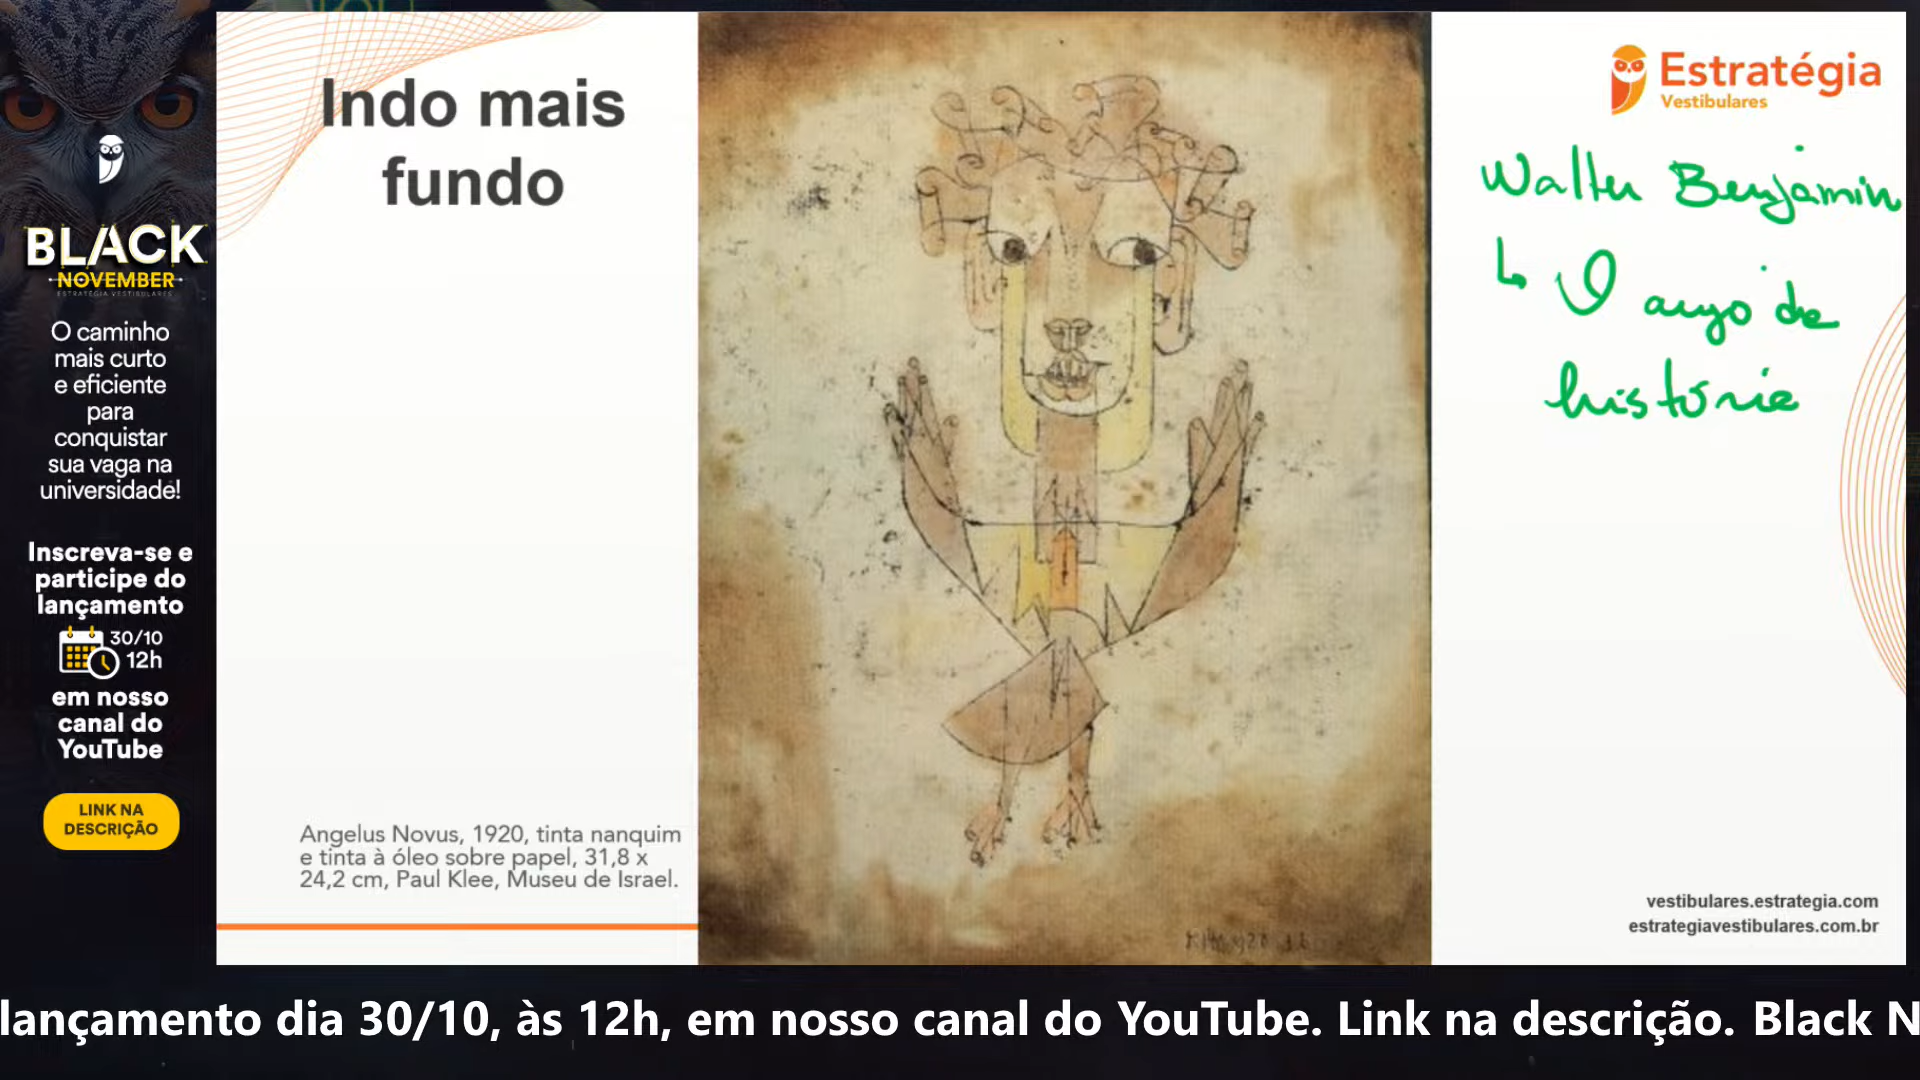 BLACK
NOVEMBER
ESTRATÉGIA VESTIBULARES
O caminho
mais curto
e eficiente
para
conquistar
sua vaga na
universidade!
Inscreva-se e
participe do
lançamento
30/10
12h
em nosso
canal do
YouTube
LINK NA
DESCRIÇÃO
Indo mais
fundo
Angelus Novus, 1920, tinta nanquim
e tinta à óleo sobre papel, 31,8 x
24,2 cm, Paul Klee, Museu de Israel.
Estratégia
Vestibulares
Walter Benjamin
↳ O anjo da
história
vestibulares.estrategia.com
estrategiavestibulares.com.br
lançamento dia 30/10, às 12h, em nosso canal do YouTube. Link na descrição. Black N